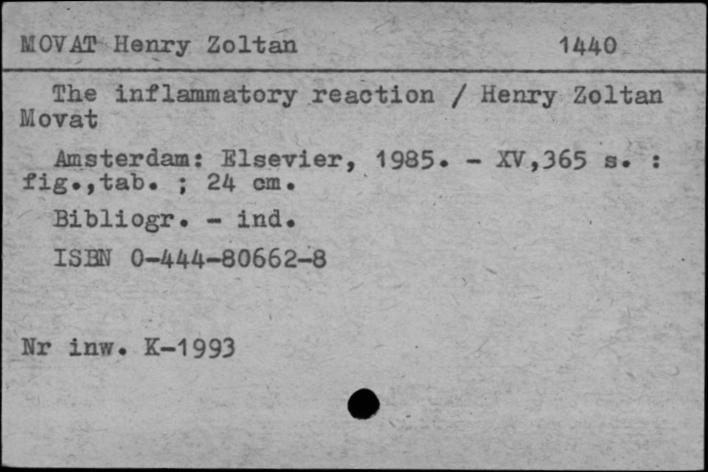 MOVAT Henry Zoltan 1440
The inflammatory reaction / Henry Zoltan
Movat
Amsterdam: Elsevier, 1985. - XV,365 s. :
fig.,tab. ; 24 cm.
Bibliogr. - ind.
ISBN 0-444-80662-8
Nr inw. K-1993